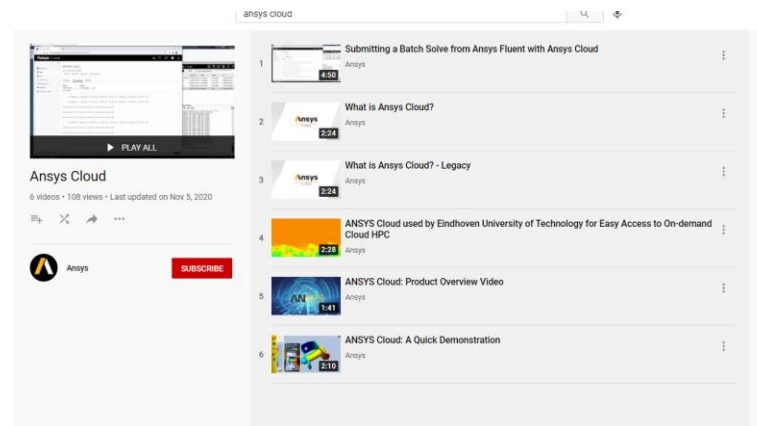 ansys cloud
PLAY ALL
Ansys Cloud
6 videos • 108 views • Last updated on Nov 5, 2020
Ansys
SUBSCRIBE
1
4:50
Submitting a Batch Solve from Ansys Fluent with Ansys Cloud
Ansys
2
Ansys
2:24
What is Ansys Cloud?
Ansys
3
Ansys
2:24
What is Ansys Cloud? - Legacy
Ansys
4
2:28
ANSYS Cloud used by Eindhoven University of Technology for Easy Access to On-demand
Cloud HPC
Ansys
5
1:41
ANSYS Cloud: Product Overview Video
Ansys
6
2:10
ANSYS Cloud: A Quick Demonstration
Ansys